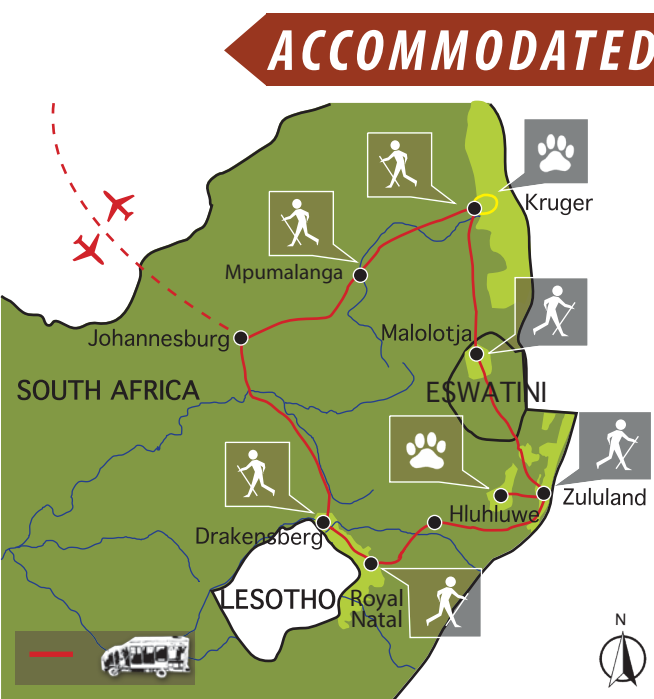 ACCOMMODATED
Kruger
Mpumalanga
Malolotja
Johannesburg
SOUTH AFRICA
ESWATINI
Zululand
Hluhluwe
Drakensberg
LESOTHO
Royal
Natal
N